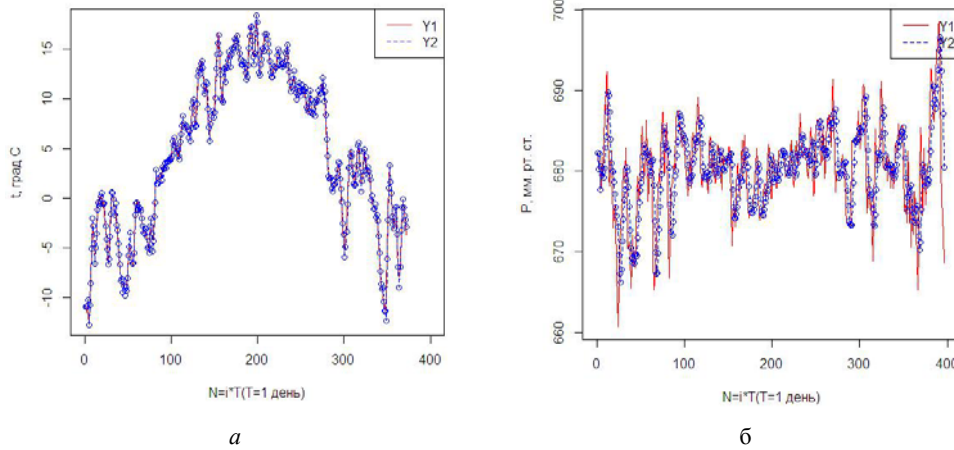 Y1
Y2
15
10
5
0
-5
-10
t, град С
0
100
200
300
400
N=i*T(T=1 день)
а
Y1
Y2
700
690
680
670
660
Р, мм. рт. ст.
0
100
200
300
400
N=i*T(T=1 день)
б